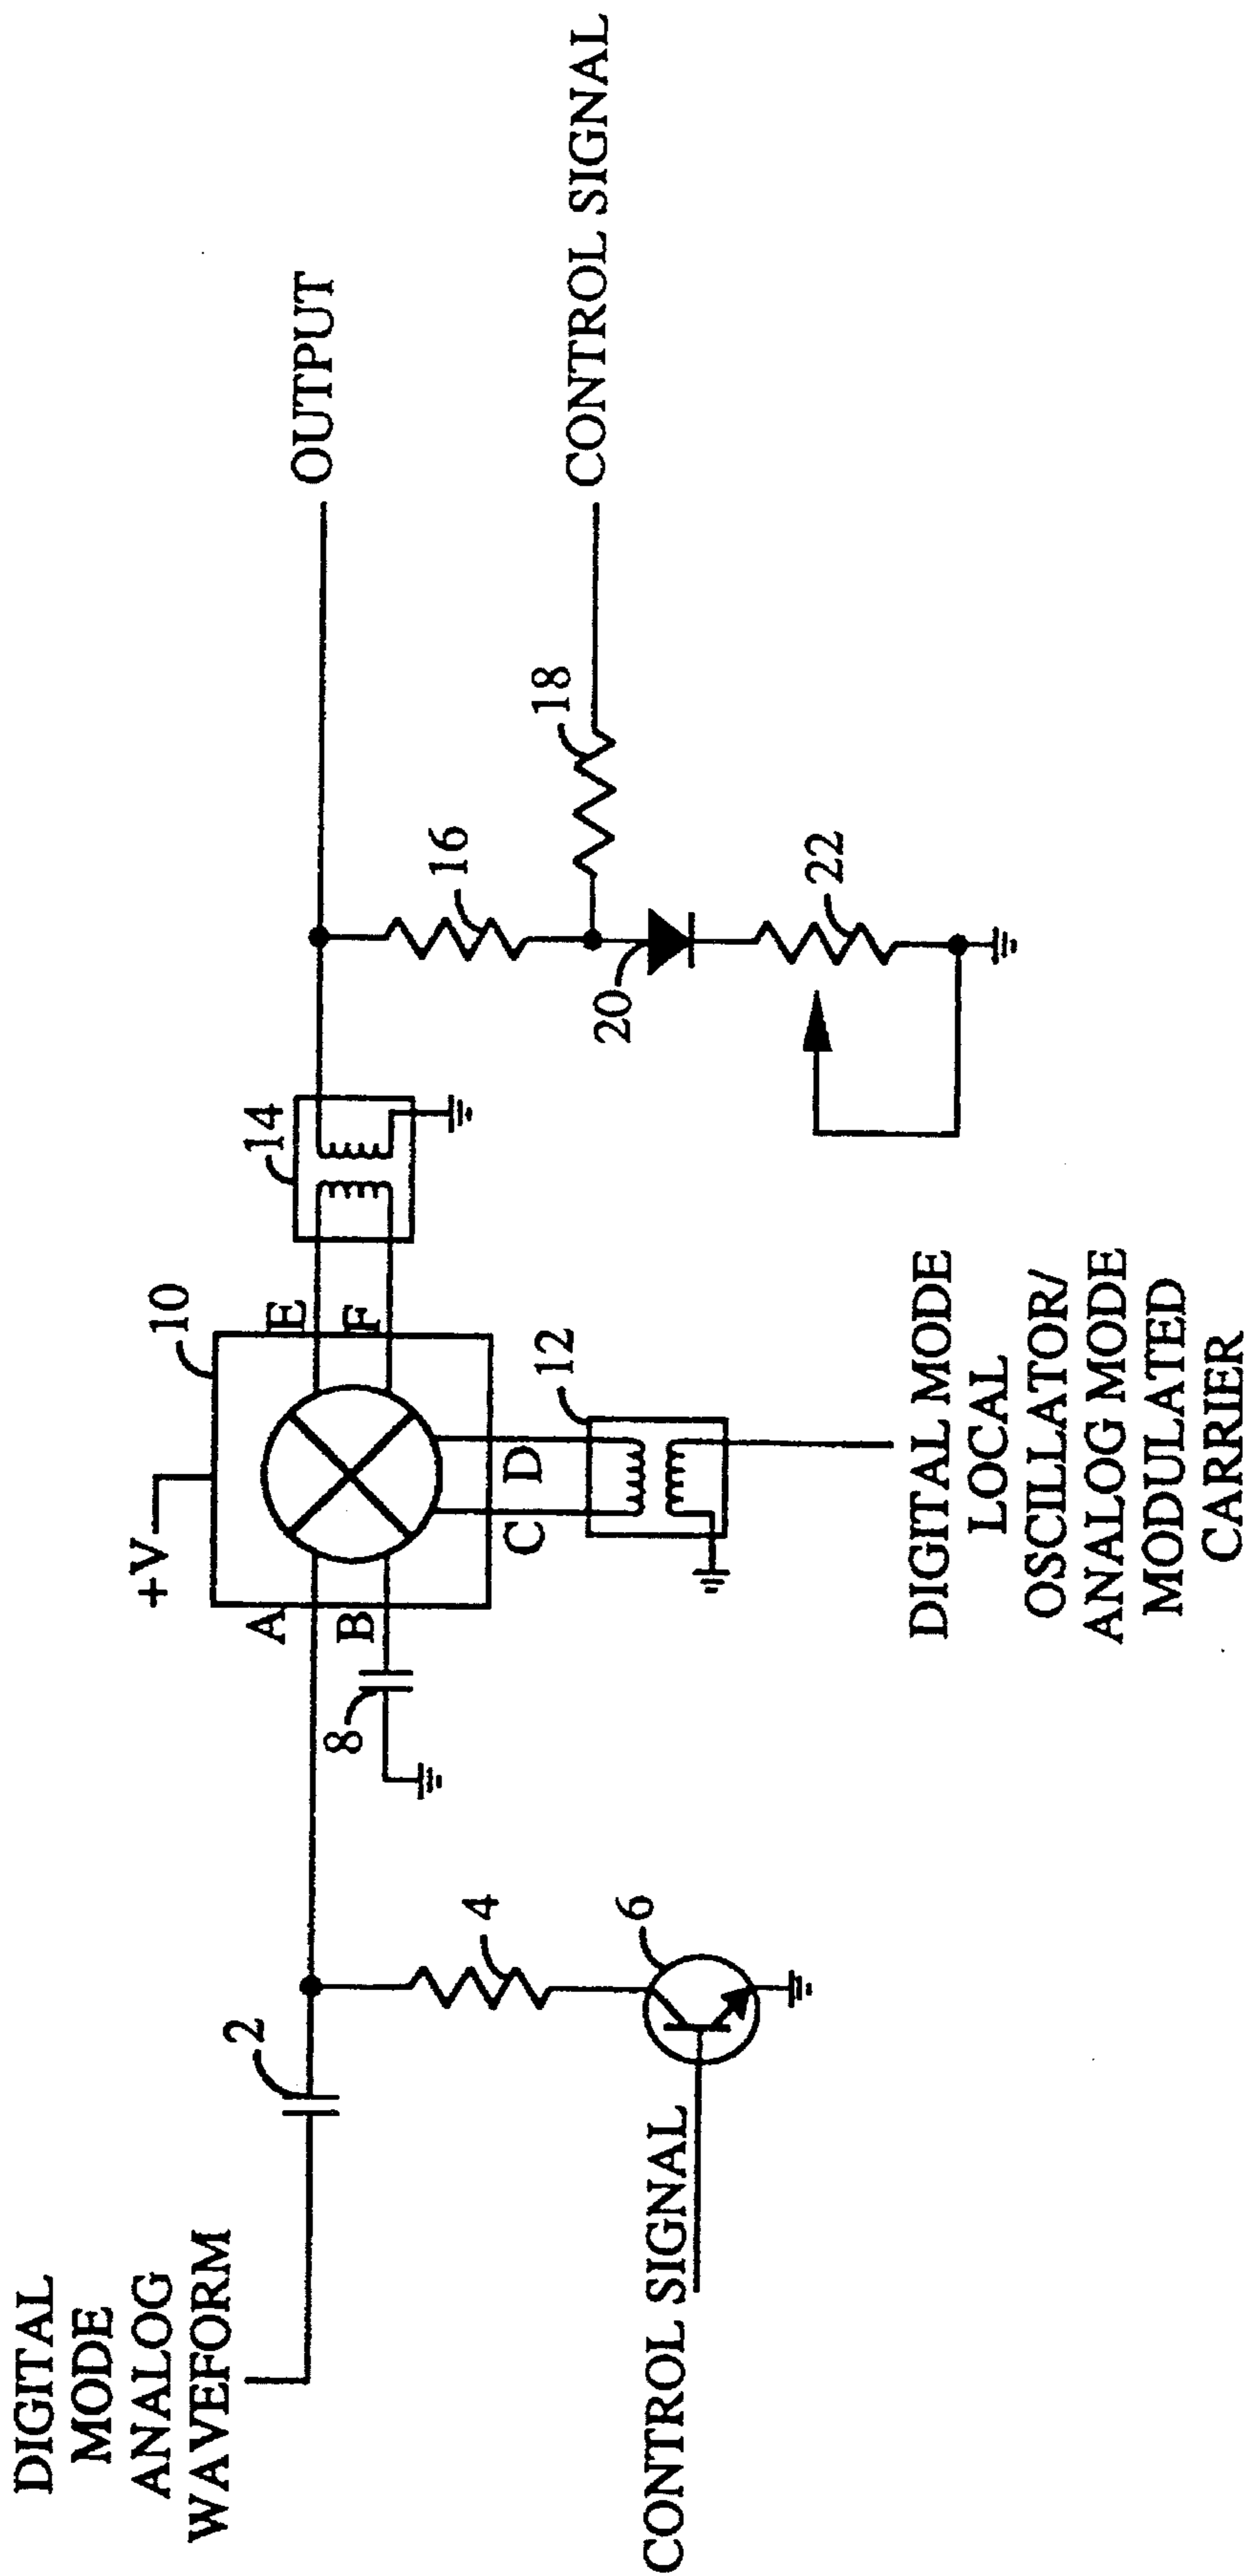 DIGITAL
MODE
ANALOG
WAVEFORM
2
4
CONTROL SIGNAL
6
8
A
B
+V
10
C
D
E
F
12
DIGITAL MODE
LOCAL
OSCILLATOR/
ANALOG MODE
MODULATED
CARRIER
14
16
18
20
22
OUTPUT
CONTROL SIGNAL